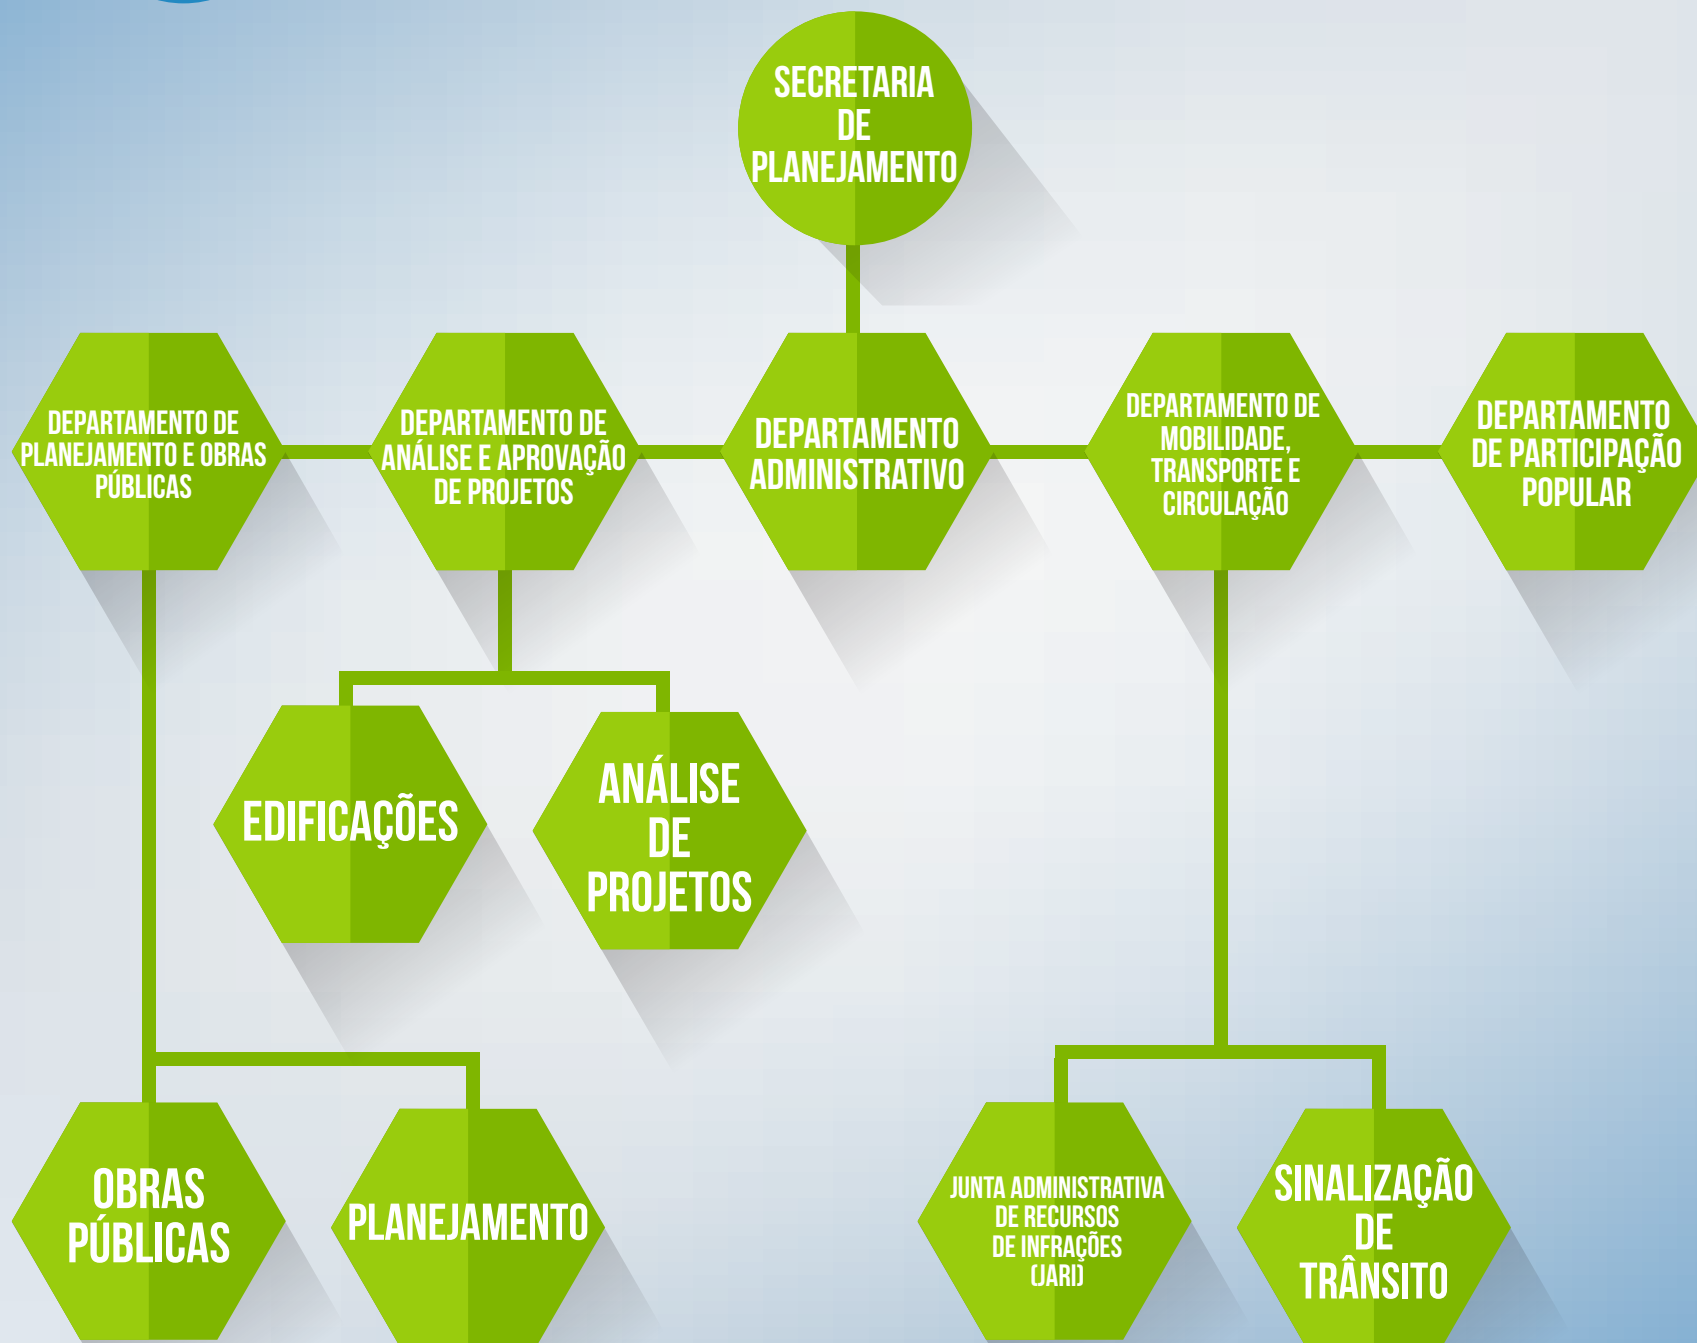 SECRETARIA
DE
PLANEJAMENTO
DEPARTAMENTO DE
PLANEJAMENTO E OBRAS
PÚBLICAS
DEPARTAMENTO DE
ANÁLISE E APROVAÇÃO
DE PROJETOS
DEPARTAMENTO
ADMINISTRATIVO
DEPARTAMENTO DE
MOBILIDADE,
TRANSPORTE E
CIRCULAÇÃO
DEPARTAMENTO
DE PARTICIPAÇÃO
POPULAR
EDIFICAÇÕES
ANÁLISE
DE
PROJETOS
OBRAS
PÚBLICAS
PLANEJAMENTO
JUNTA ADMINISTRATIVA
DE RECURSOS
DE INFRAÇÕES
(JARI)
SINALIZAÇÃO
DE
TRÂNSITO